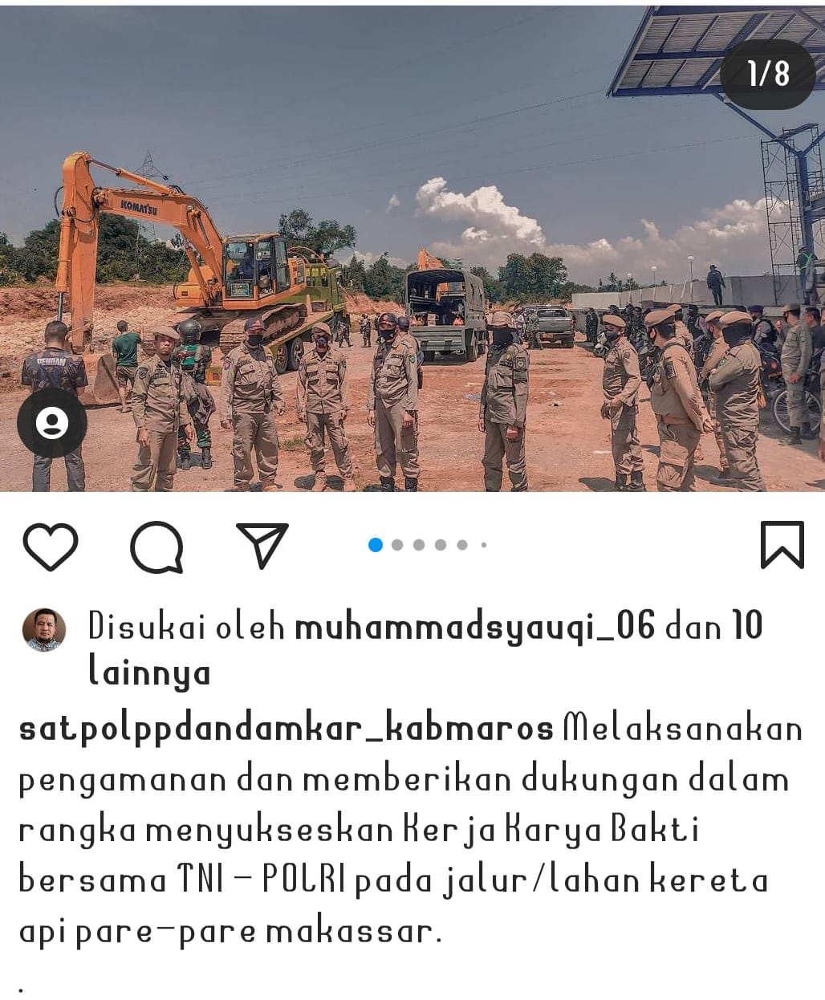 1/8
KOMATSU
DENHAM
Disukai oleh muhammadsyauqi_06 dan 10
lainnya
satpolppdandamkar_kabmaros Melaksanakan
pengamanan dan memberikan dukungan dalam
rangka menyukseskan Kerja Karya Bakti
bersama TNI - POLRI pada jalur/lahan kereta
api pare-pare makassar.
.